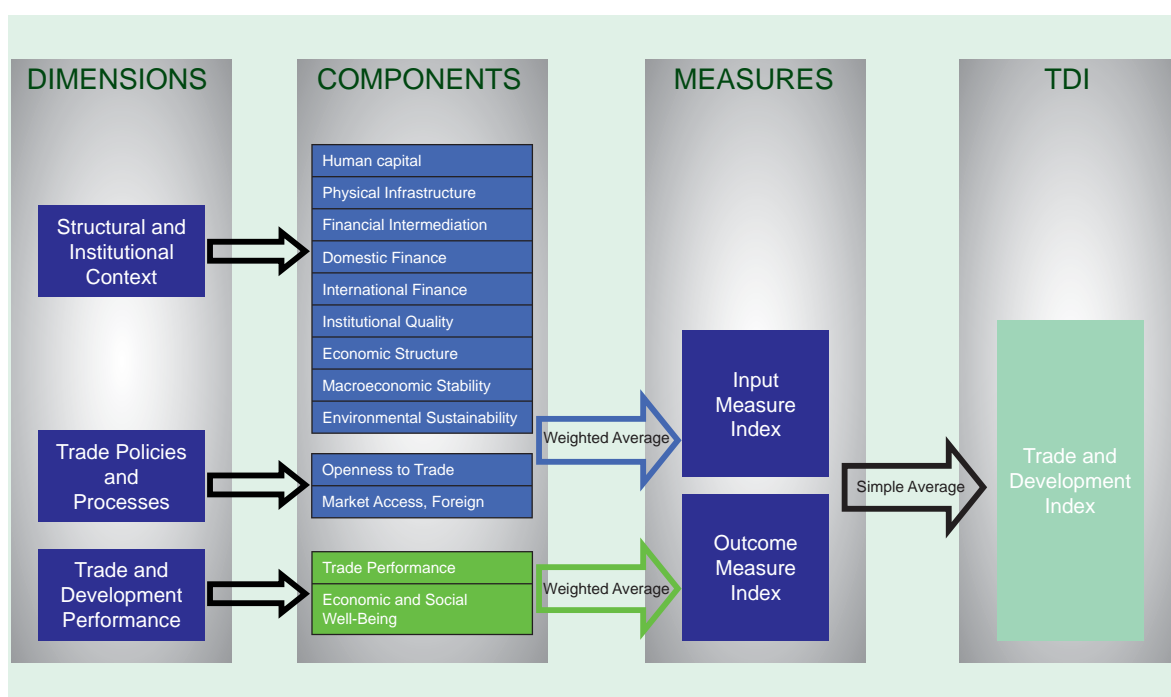 DIMENSIONS
COMPONENTS
MEASURES
TDI
Structural and
Institutional
Context
Trade Policies
and
Processes
Trade and
Development
Performance
Human capital
Physical Infrastructure
Financial Intermediation
Domestic Finance
International Finance
Institutional Quality
Economic Structure
Macroeconomic Stability
Environmental Sustainability
Openness to Trade
Market Access, Foreign
Trade Performance
Economic and Social
Well-Being
Weighted Average
Weighted Average
Input
Measure
Index
Outcome
Measure
Index
Simple Average
Trade and
Development
Index